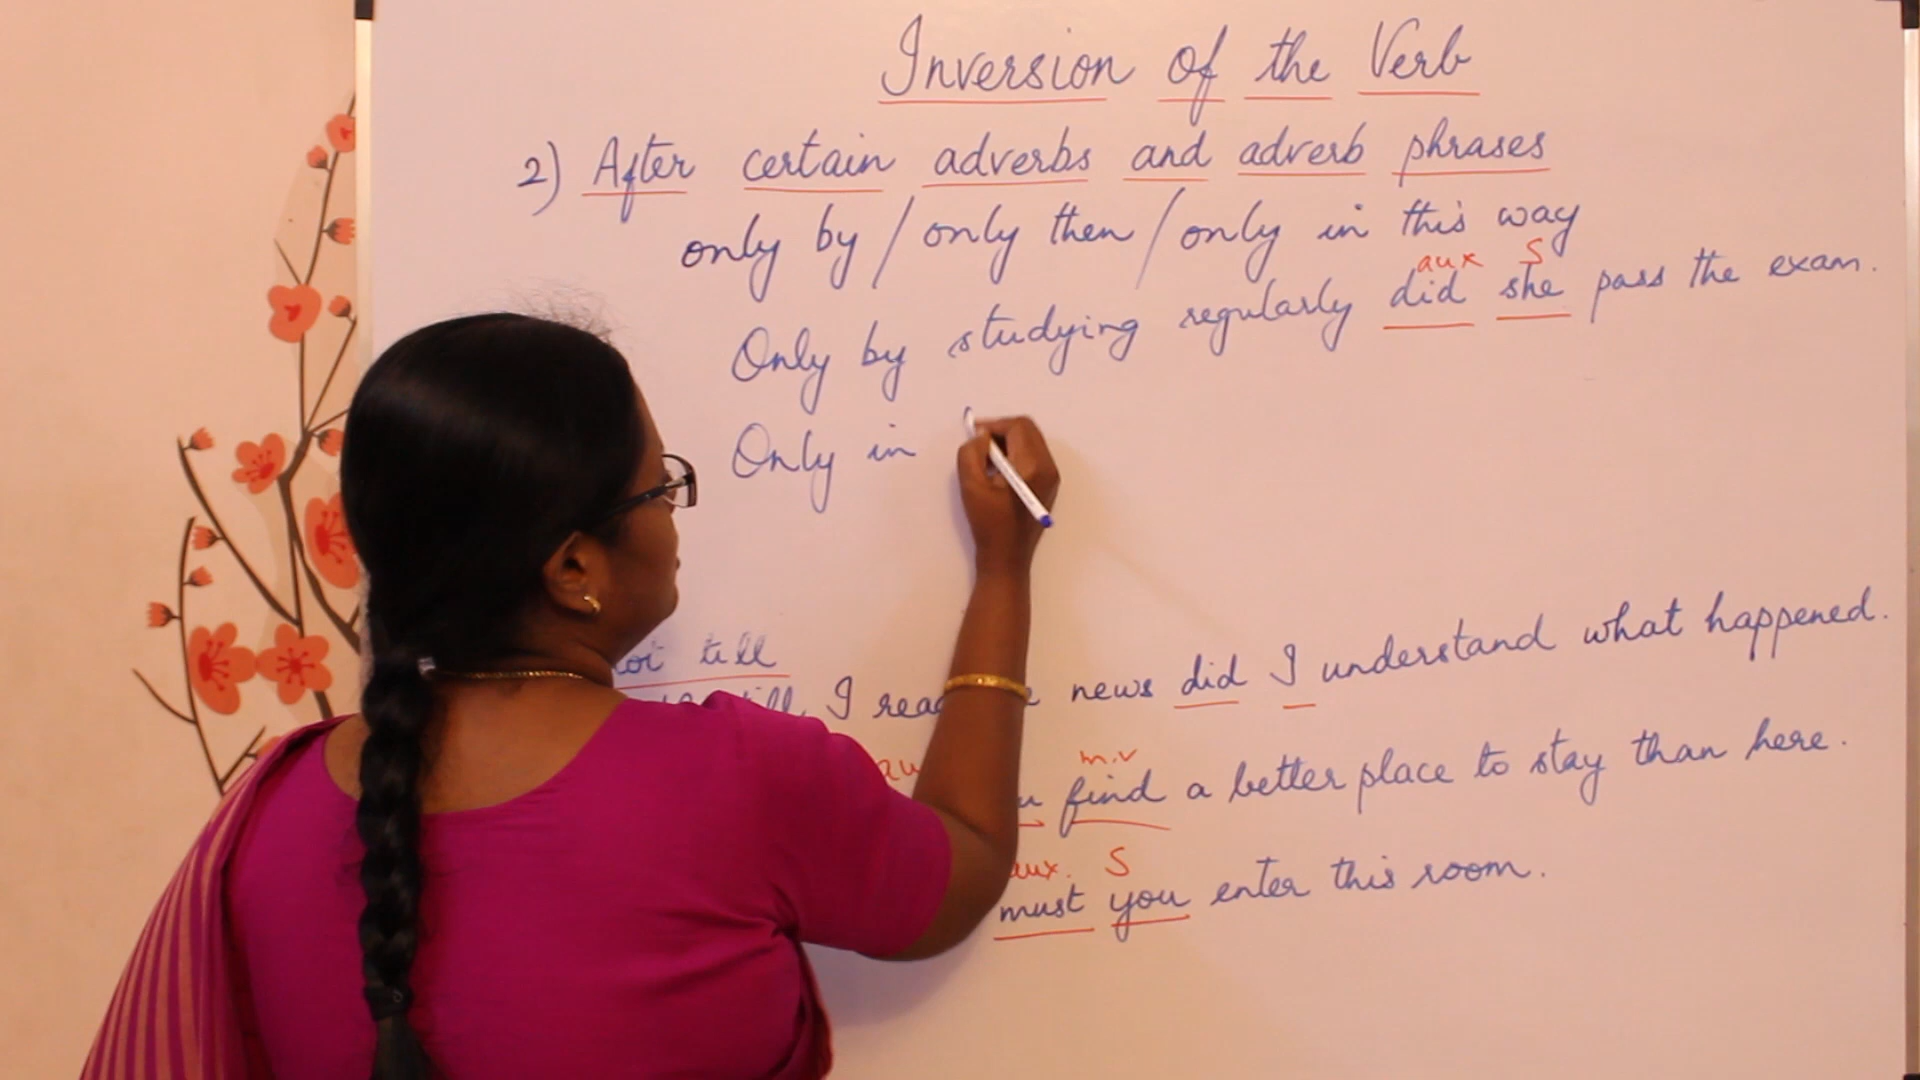 Inversion of the Verb
2) After certain adverbs and adverb phrases
only by / only then / only in this way
aux S
Only by studying regularly did she pass the exam.
Only in
till
I news did I understand what happened.
m.v
find a better place to stay than here.
aux. S
must you enter this room.